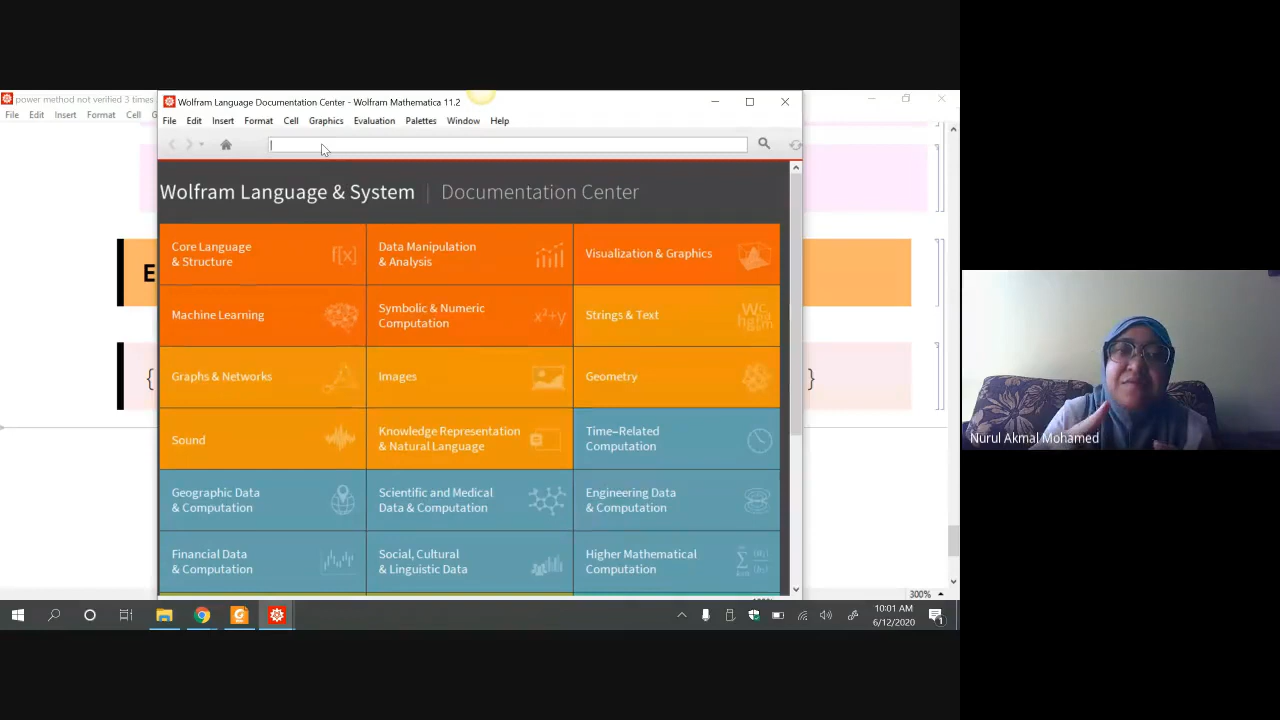 power method not verified 3 times
File Edit Insert Format Cell G
Wolfram Language Documentation Center - Wolfram Mathematica 11.2
File Edit Insert Format Cell Graphics Evaluation Palettes Window Help
Wolfram Language & System | Documentation Center
Core Language
& Structure
f[x]
Data Manipulation
& Analysis
Visualization & Graphics
Machine Learning
Symbolic & Numeric
Computation
x²+y
Strings & Text
Graphs & Networks
Images
Geometry
Sound
Knowledge Representation
& Natural Language
Time-Related
Computation
Geographic Data
& Computation
Scientific and Medical
Data & Computation
Engineering Data
& Computation
Financial Data
& Computation
Social, Cultural
& Linguistic Data
Higher Mathematical
Computation
E
{
}
300%
10:01 AM
6/12/2020
Nurul Akmal Mohamed